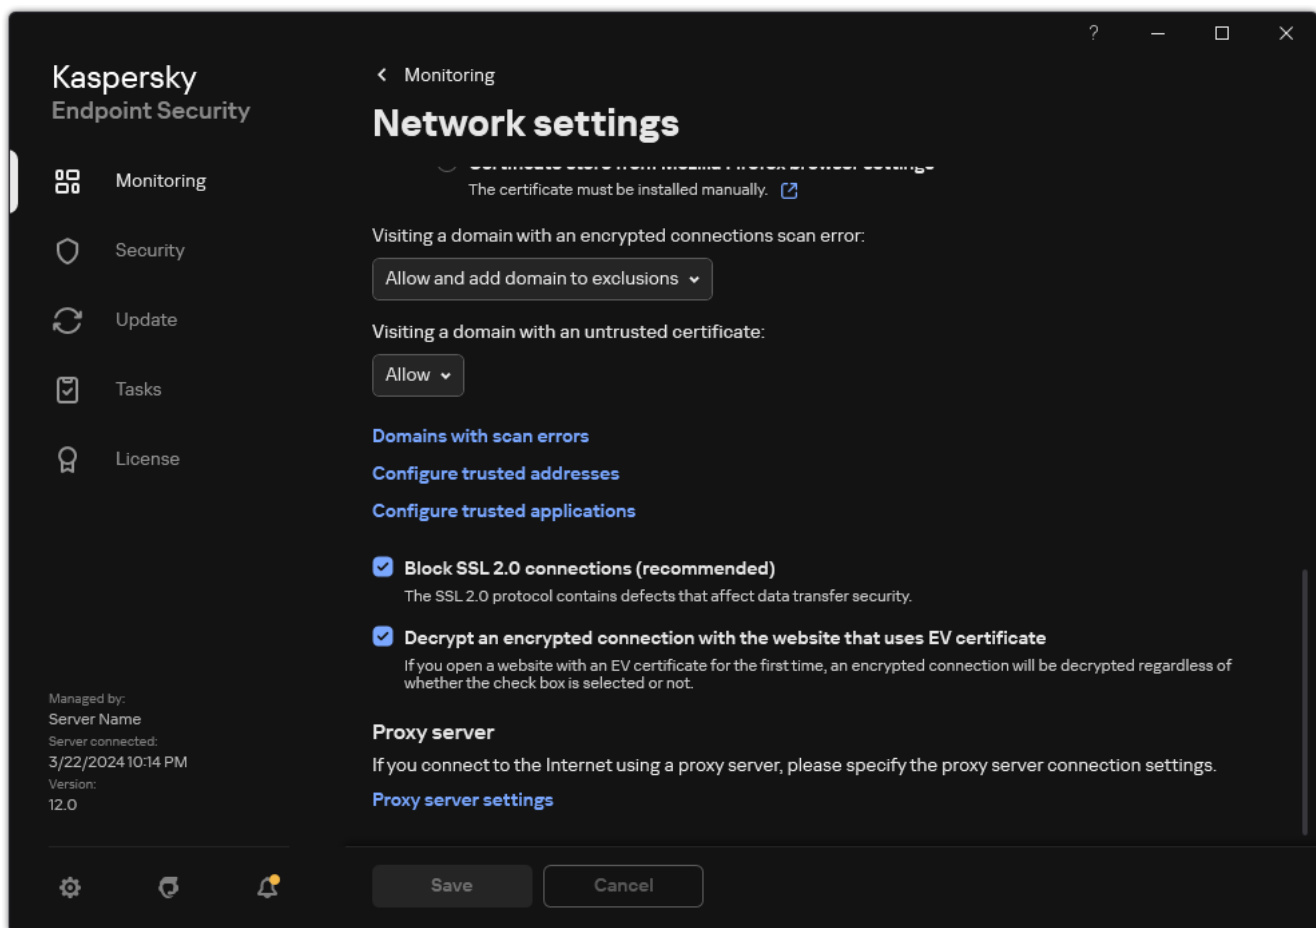 ?
Kaspersky
Endpoint Security
Monitoring
Security
Update
Tasks
License
Managed by:
Server Name
Server connected:
3/22/2024 10:14 PM
Version:
12.0
Monitoring
Network settings
Certificate store from Mozilla Firefox browser settings
The certificate must be installed manually.
Visiting a domain with an encrypted connections scan error:
Allow and add domain to exclusions
Visiting a domain with an untrusted certificate:
Allow
Domains with scan errors
Configure trusted addresses
Configure trusted applications
Block SSL 2.0 connections (recommended)
The SSL 2.0 protocol contains defects that affect data transfer security.
Decrypt an encrypted connection with the website that uses EV certificate
If you open a website with an EV certificate for the first time, an encrypted connection will be decrypted regardless of
whether the check box is selected or not.
Proxy server
If you connect to the Internet using a proxy server, please specify the proxy server connection settings.
Proxy server settings
Save
Cancel